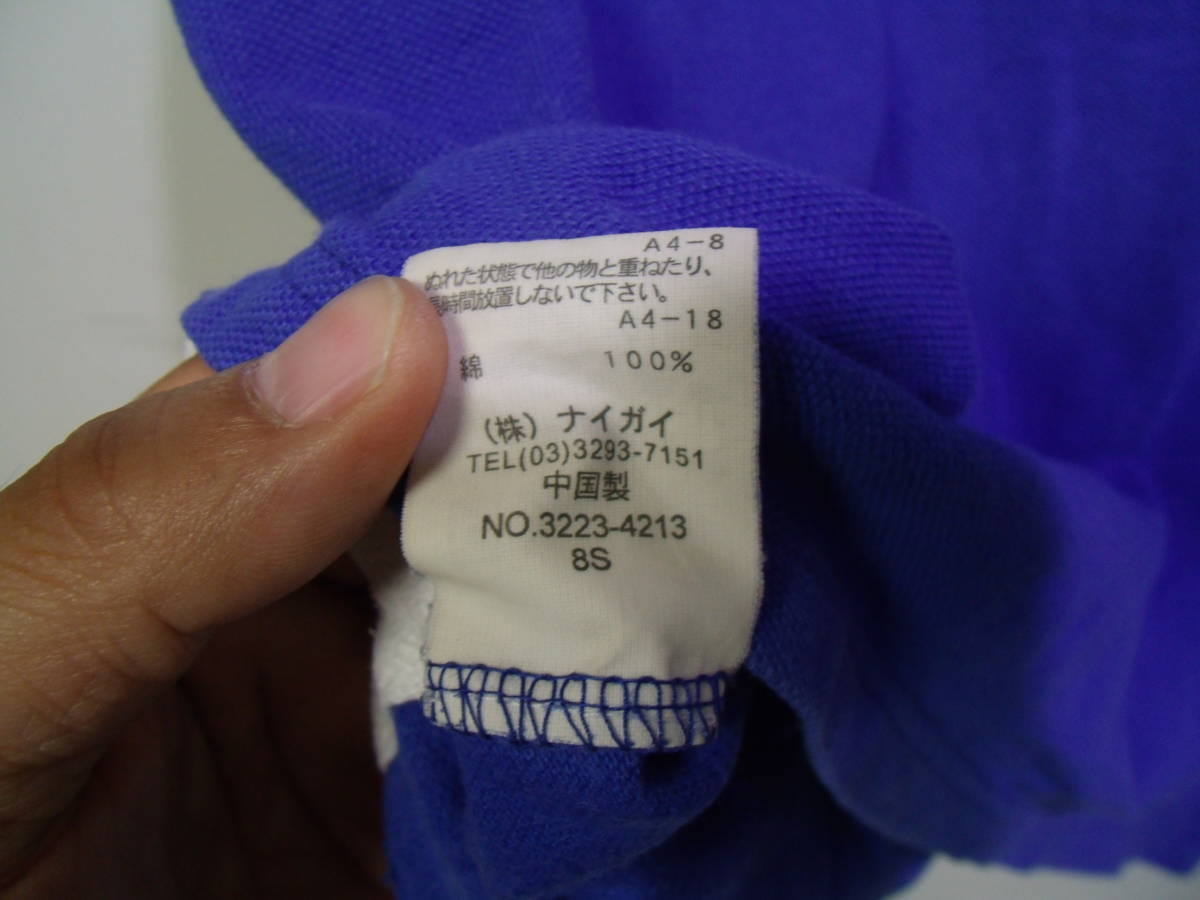 A4-8
ぬれた状態で他の物と重ねたり、
長時間放置しないで下さい。
A4-18
綿 100%
(株) ナイガイ
TEL(03)3293-7151
中国製
NO.3223-4213
8S